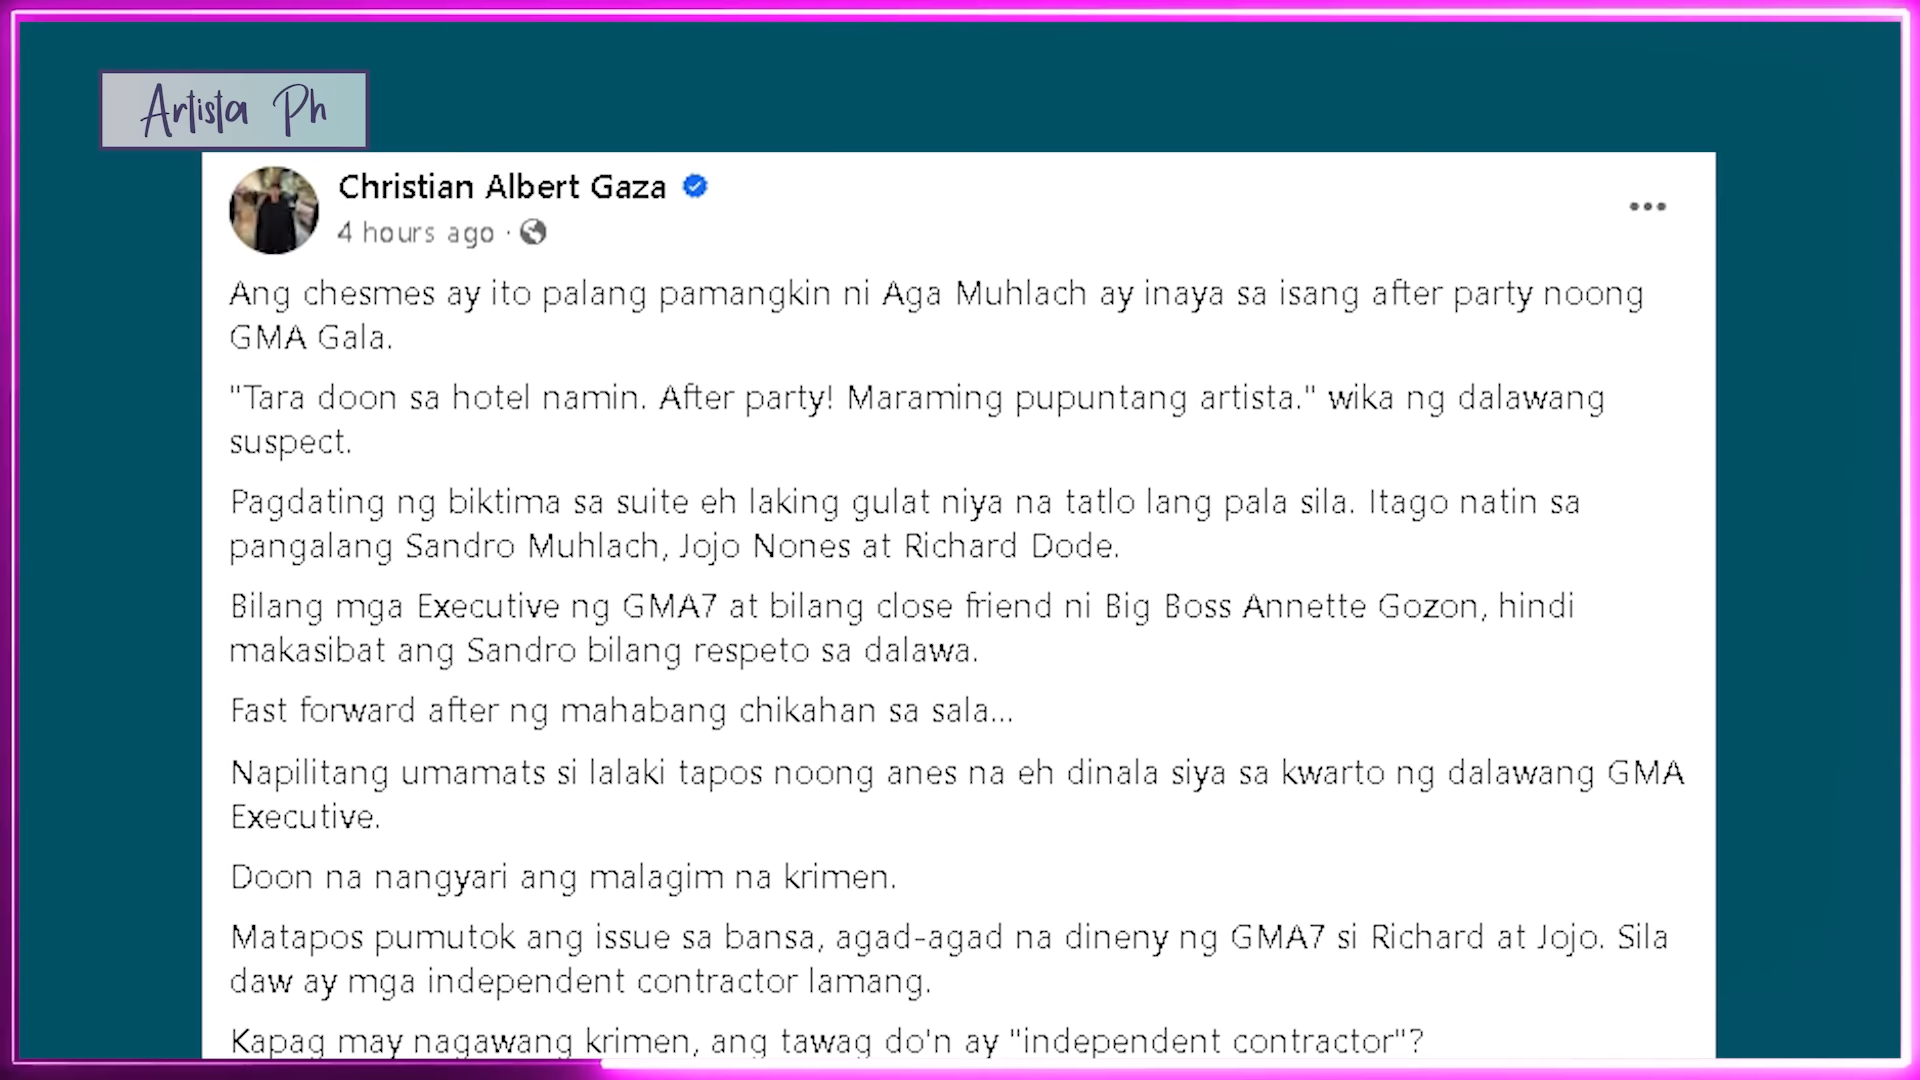 Artista Ph
Christian Albert Gaza
4 hours ago ·
Ang chesmes ay ito palang pamangkin ni Aga Muhlach ay inaya sa isang after party noong
GMA Gala.
"Tara doon sa hotel namin. After party! Maraming pupuntang artista." wika ng dalawang
suspect.
Pagdating ng biktima sa suite eh laking gulat niya na tatlo lang pala sila. Itago natin sa
pangalang Sandro Muhlach, Jojo Nones at Richard Dode.
Bilang mga Executive ng GMA7 at bilang close friend ni Big Boss Annette Gozon, hindi
makasibat ang Sandro bilang respeto sa dalawa.
Fast forward after ng mahabang chikahan sa sala...
Napilitang umamats si lalaki tapos noong anes na eh dinala siya sa kwarto ng dalawang GMA
Executive.
Doon na nangyari ang malagim na krimen.
Matapos pumutok ang issue sa bansa, agad-agad na dineny ng GMA7 si Richard at Jojo. Sila
daw ay mga independent contractor lamang.
Kapag may nagawang krimen, ang tawag do'n ay "independent contractor"?